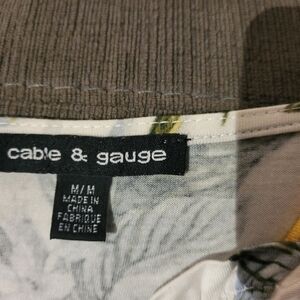 cable & gauge
M/M
MADE IN
CHINA
FABRIQUE
EN CHINE